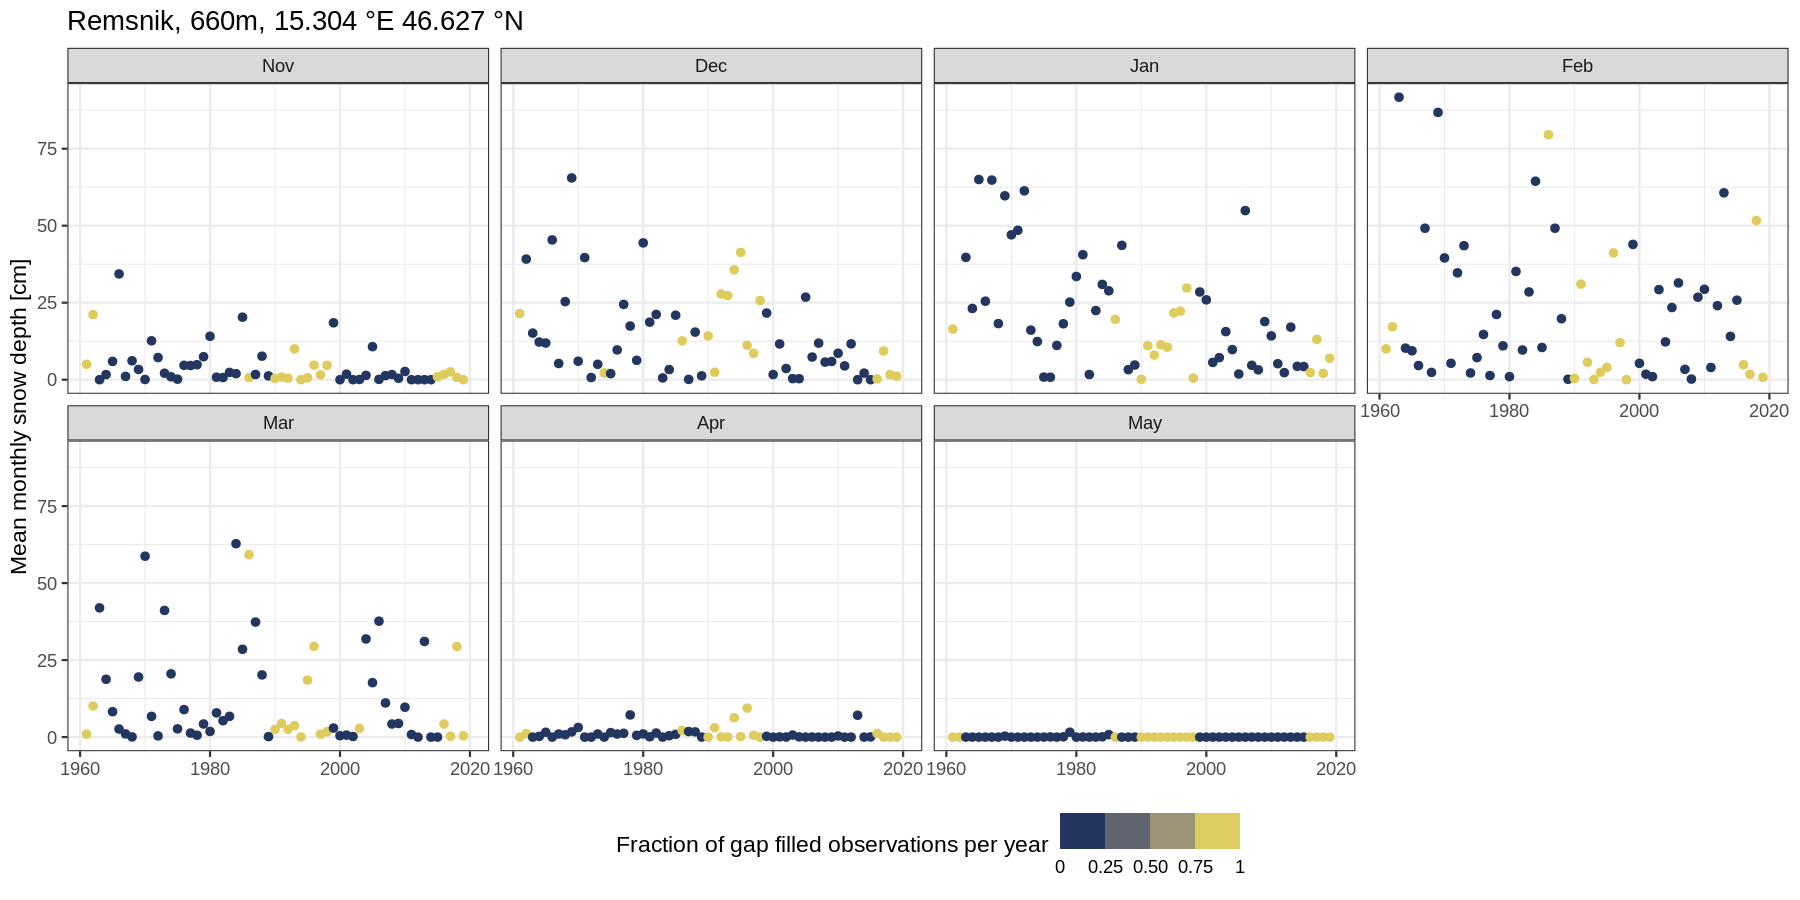 Remsnik, 660m, 15.304 °E 46.627 °N
Nov
Dec
Jan
Feb
Mean monthly snow depth [cm]
75
50
25
0
1960 1980 2000 2020
Mar
Apr
May
75
50
25
0
1960 1980 2000 2020
1960 1980 2000 2020
1960 1980 2000 2020
Fraction of gap filled observations per year
0 0.25 0.50 0.75 1